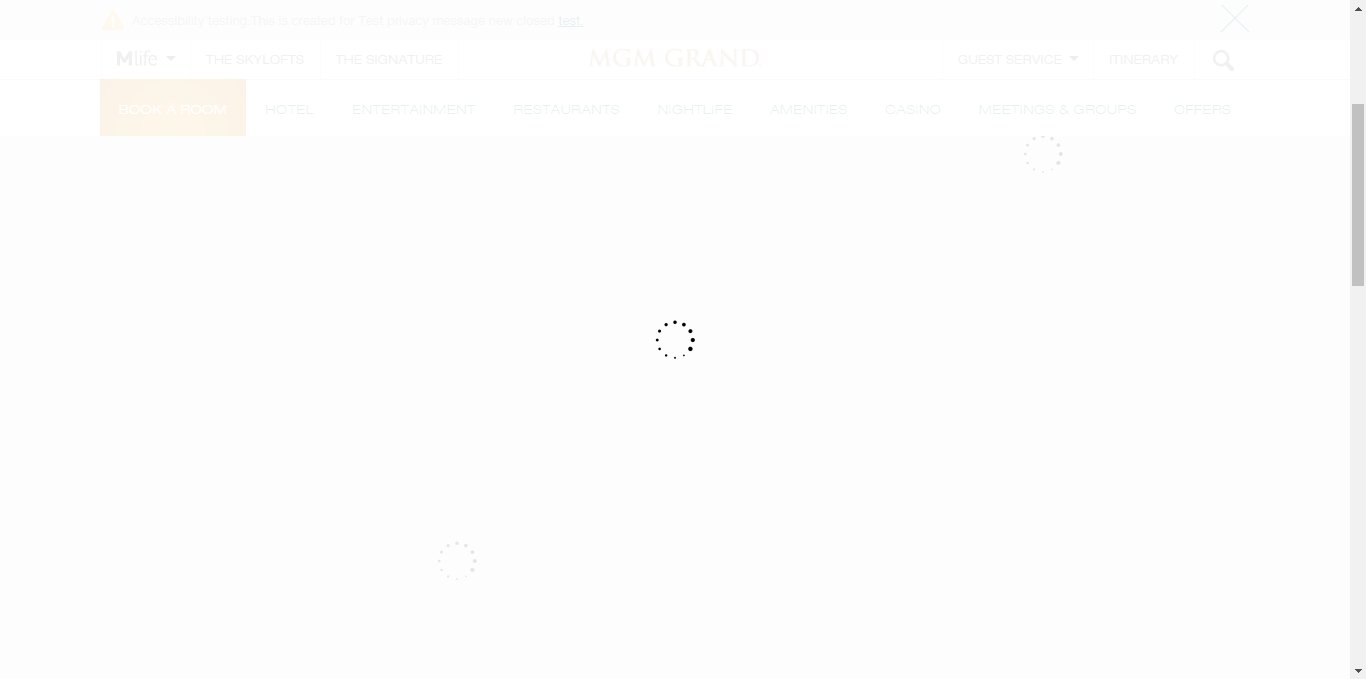 Accessibility testing This is created for Test privacy message new closed test.
Mlife THE SKYLOFTS THE SIGNATURE MGM GRAND GUEST SERVICE ITINERARY
BOOK A ROOM HOTEL ENTERTAINMENT RESTAURANTS NIGHTLIFE AMENITIES CASINO MEETINGS & GROUPS OFFERS